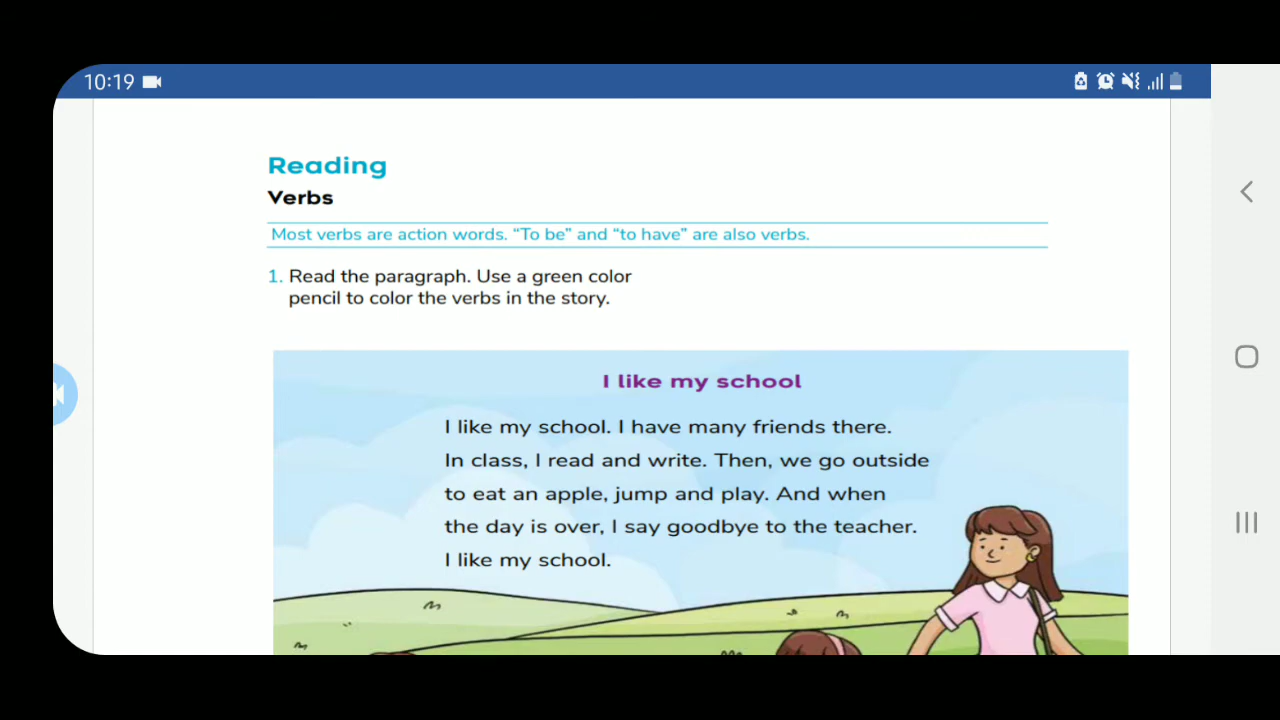 10:19
Reading
Verbs
Most verbs are action words. “To be” and “to have” are also verbs.
1. Read the paragraph. Use a green color
pencil to color the verbs in the story.
I like my school
I like my school. I have many friends there.
In class, I read and write. Then, we go outside
to eat an apple, jump and play. And when
the day is over, I say goodbye to the teacher.
I like my school.